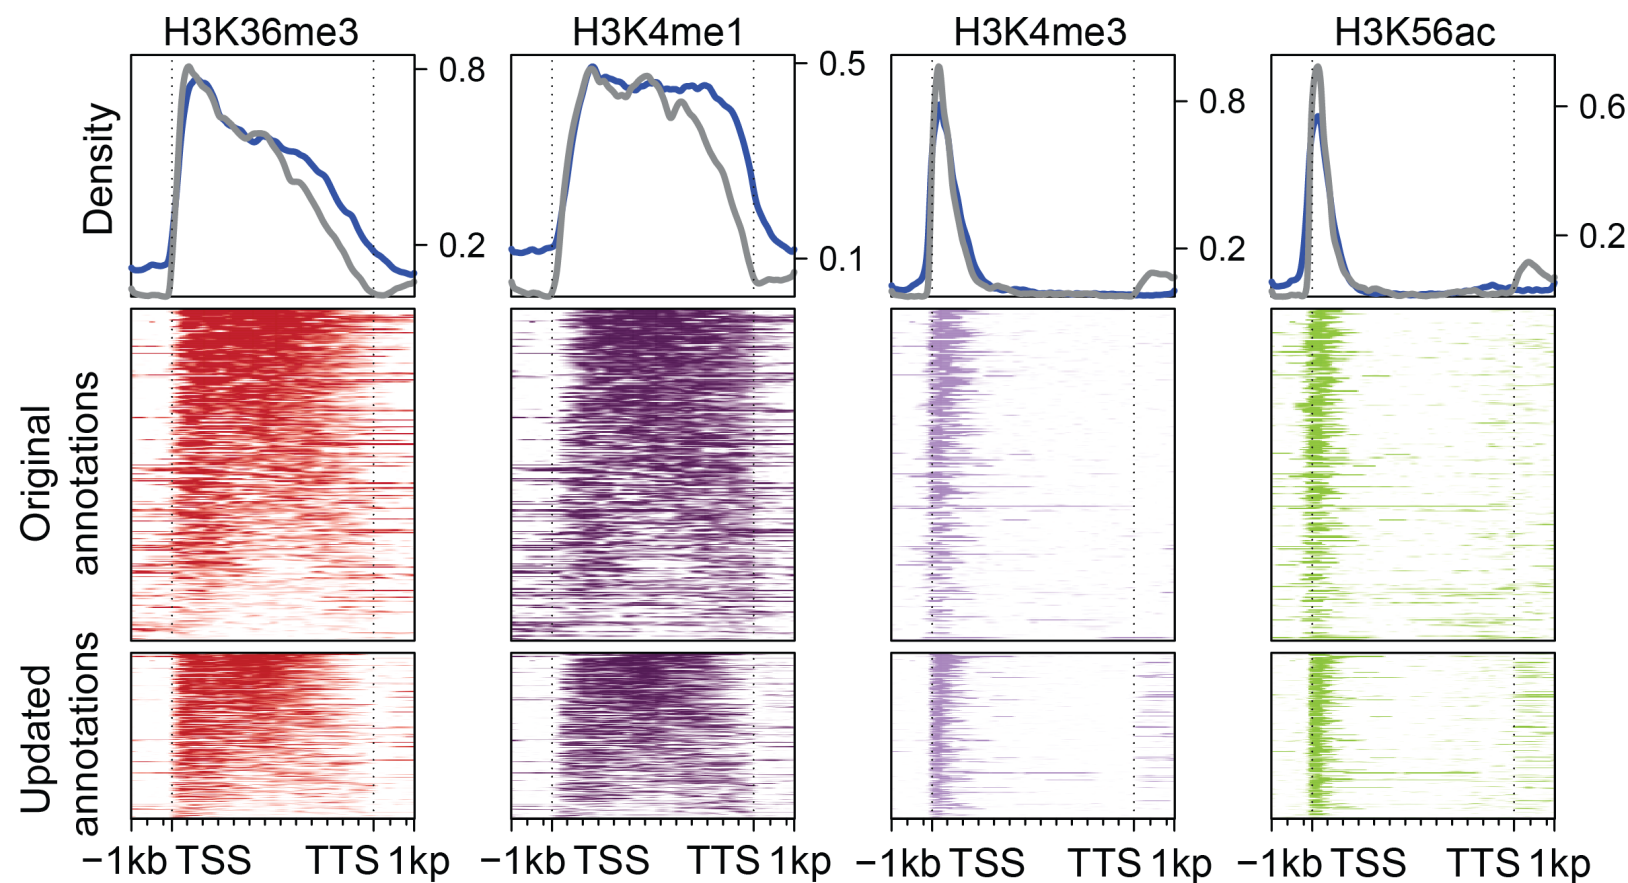 H3K36me3 H3K4me1 H3K4me3 H3K56ac
Density
0.8
0.2
0.5
0.1
0.8
0.2
0.6
0.2
Original
annotations
Updated
annotations
−1kb TSS TTS 1kp −1kb TSS TTS 1kp −1kb TSS TTS 1kp −1kb TSS TTS 1kp